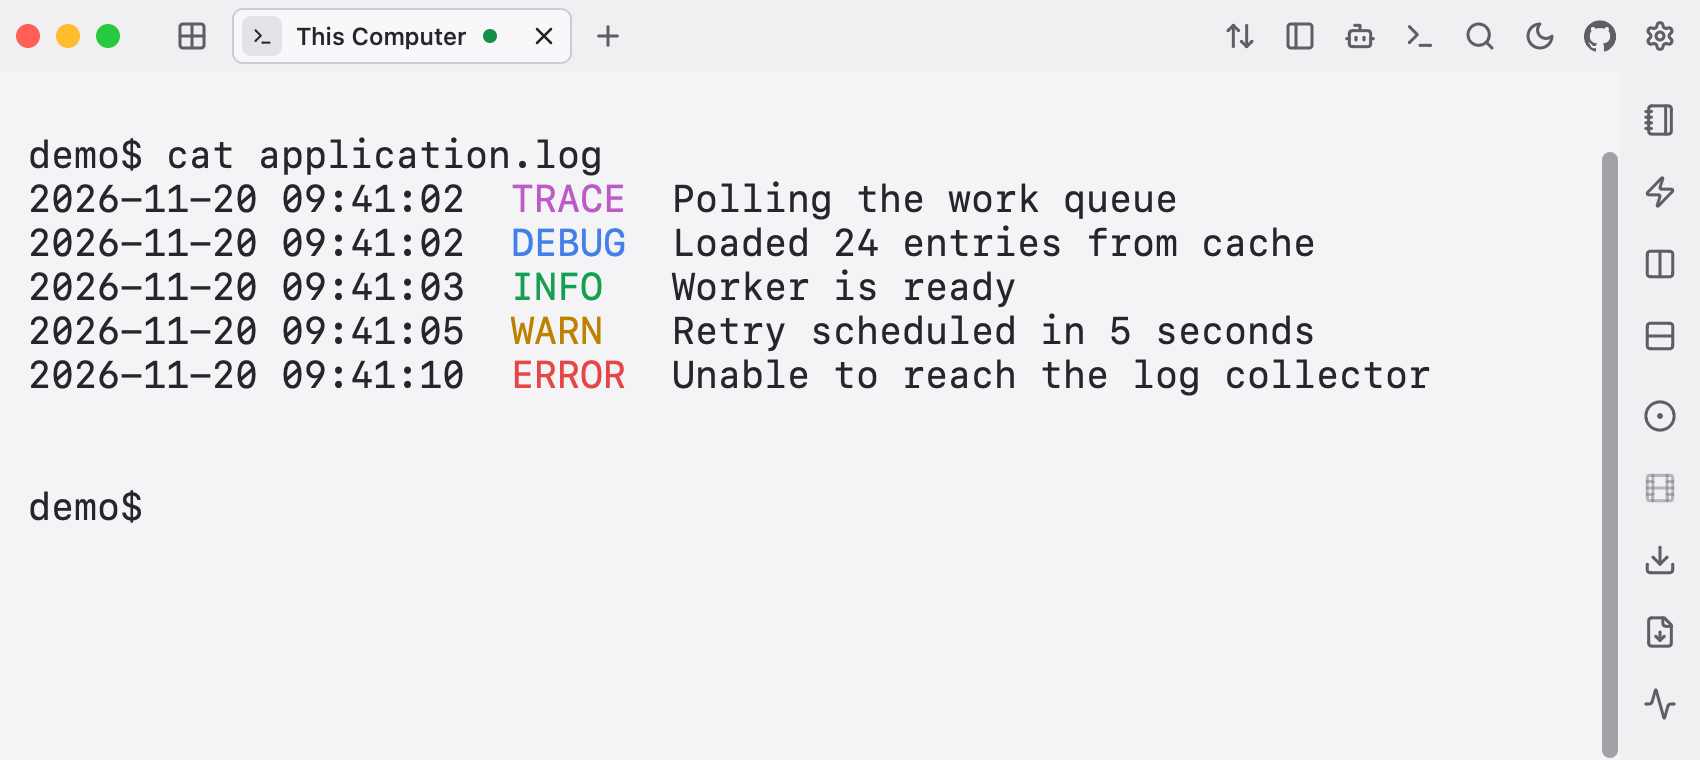 This Computer
demo$ cat application.log
2026-11-20 09:41:02  TRACE  Polling the work queue
2026-11-20 09:41:02  DEBUG  Loaded 24 entries from cache
2026-11-20 09:41:03  INFO   Worker is ready
2026-11-20 09:41:05  WARN   Retry scheduled in 5 seconds
2026-11-20 09:41:10  ERROR  Unable to reach the log collector
demo$